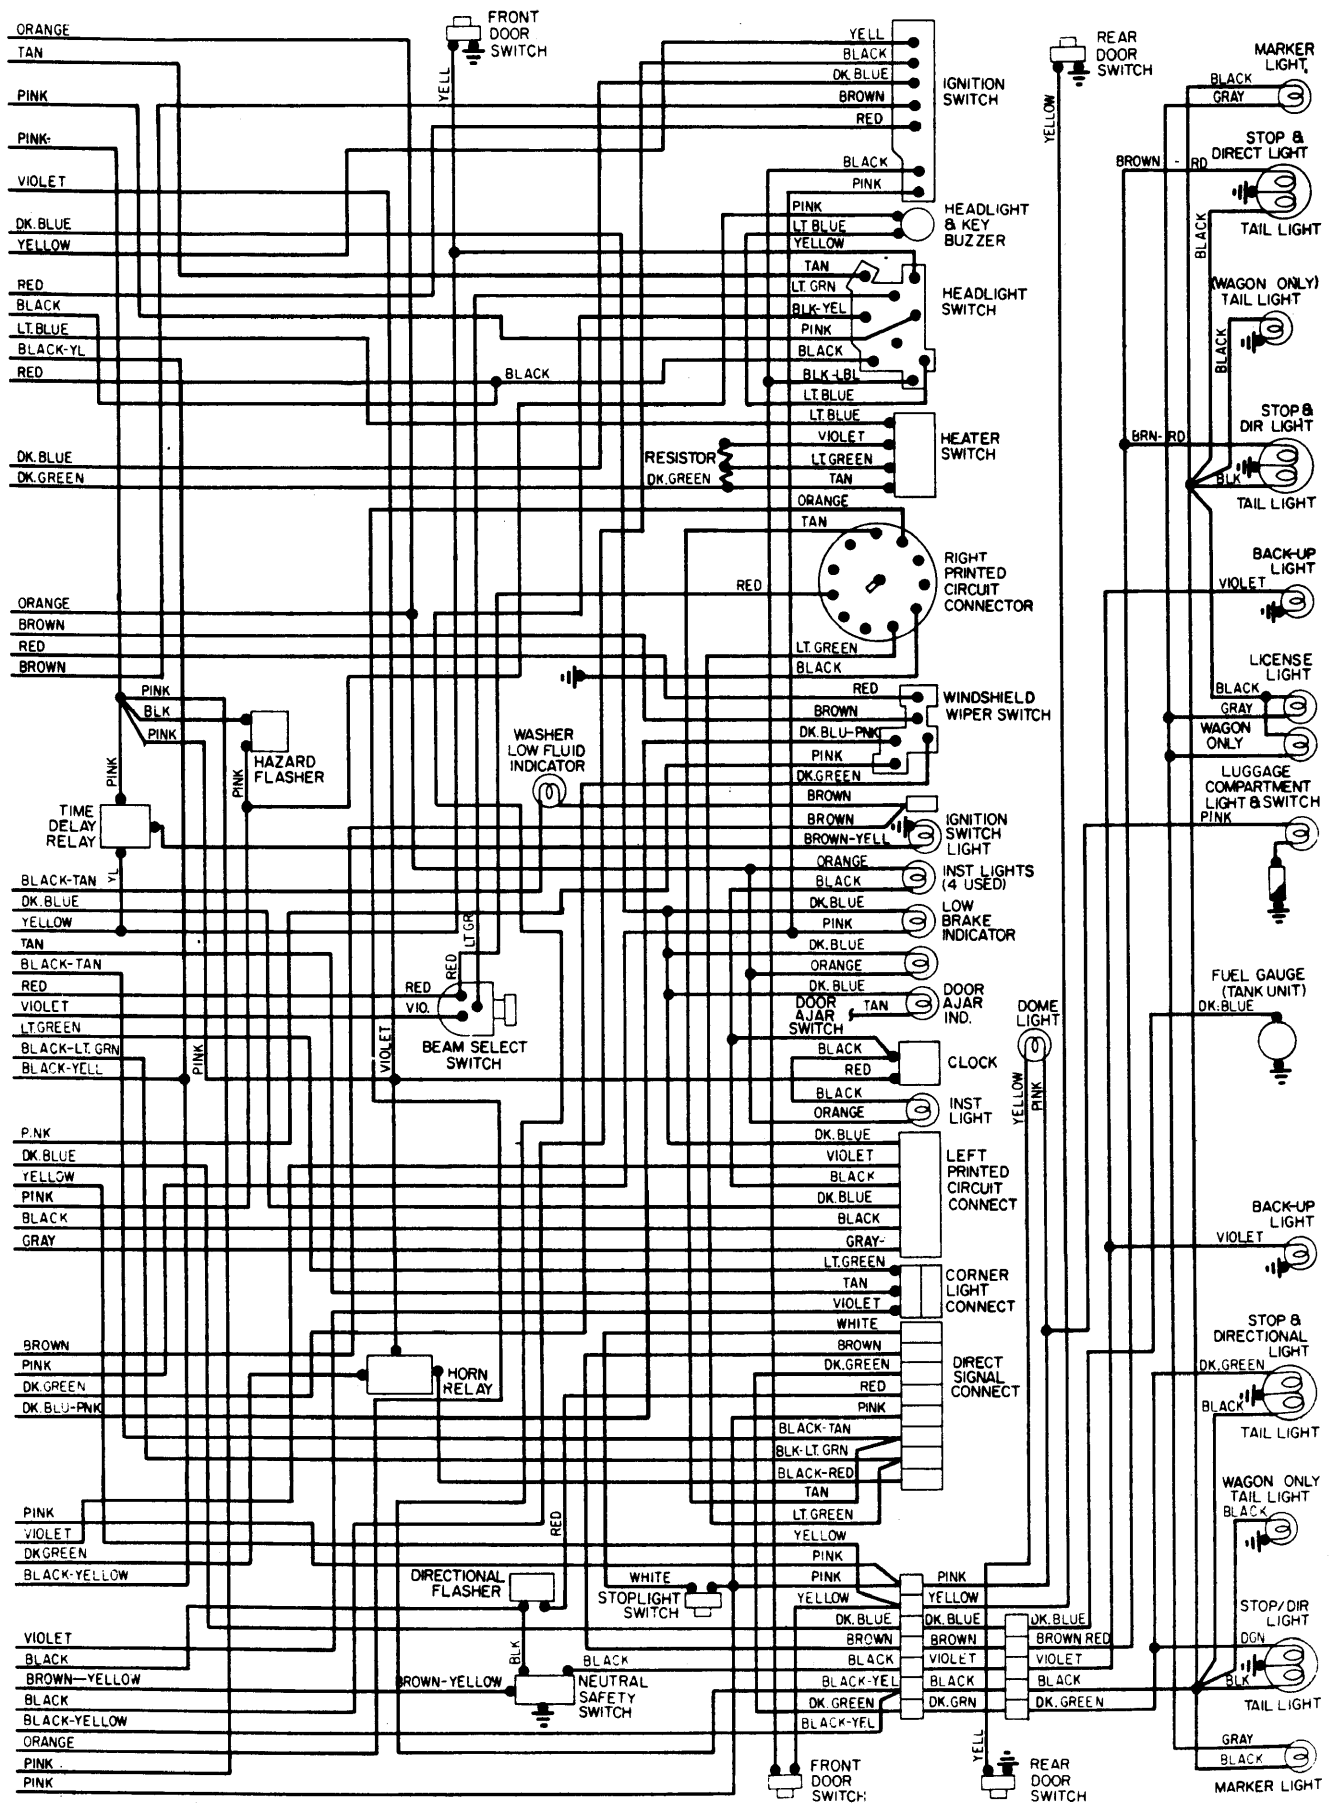 ORANGE
TAN
PINK
PINK
VIOLET
DK.BLUE
YELLOW
RED
BLACK
LT.BLUE
BLACK-YL
RED
DK.BLUE
DK.GREEN
ORANGE
BROWN
RED
BROWN
PINK
BLK
PINK
HAZARD
FLASHER
PINK
PINK
TIME
DELAY
RELAY
YL
BLACK-TAN
DK.BLUE
YELLOW
TAN
BLACK-TAN
RED
VIOLET
LT.GREEN
BLACK-LT. GRN
BLACK-YELL
PINK
VIOLET
P.NK
DK.BLUE
YELLOW
PINK
BLACK
GRAY
BROWN
PINK
DK.GREEN
DK. BLU-PNK
HORN
RELAY
PINK
VIOLET
DK GREEN
BLACK-YELLOW
VIOLET
BLACK
BROWN-YELLOW
BLACK
BLACK-YELLOW
ORANGE
PINK
PINK
FRONT
DOOR
SWITCH
YELL
BLACK
RESISTOR
DK.GREEN
RED
WASHER
LOW FLUID
INDICATOR
RED
LT GR
RED
VIO.
BEAM SELECT
SWITCH
DIRECTIONAL
FLASHER
RED
BLK
WHITE
STOPLIGHT
SWITCH
BLACK
BROWN-YELLOW
NEUTRAL
SAFETY
SWITCH
YELL
BLACK
DK. BLUE
BROWN
RED
BLACK
PINK
IGNITION
SWITCH
PINK
LT BLUE
YELLOW
HEADLIGHT
& KEY
BUZZER
TAN
LT. GRN
BLK-YEL
PINK
BLACK
BLK-LBL
LT. BLUE
HEADLIGHT
SWITCH
LT. BLUE
VIOLET
LT.GREEN
TAN
HEATER
SWITCH
ORANGE
TAN
LT. GREEN
BLACK
RIGHT
PRINTED
CIRCUIT
CONNECTOR
RED
BROWN
DK. BLU-PNK
PINK
DK.GREEN
WINDSHIELD
WIPER SWITCH
BROWN
BROWN
BROWN-YELL
IGNITION
SWITCH
LIGHT
ORANGE
BLACK
INST LIGHTS
(4 USED)
DK.BLUE
PINK
LOW
BRAKE
INDICATOR
DK.BLUE
ORANGE
DK.BLUE
DOOR
AJAR
SWITCH
TAN
DOOR
AJAR
IND.
BLACK
RED
CLOCK
BLACK
ORANGE
INST
LIGHT
DK. BLUE
VIOLET
BLACK
DK.BLUE
BLACK
GRAY-
LEFT
PRINTED
CIRCUIT
CONNECT
LT.GREEN
TAN
VIOLET
CORNER
LIGHT
CONNECT
WHITE
BROWN
DK.GREEN
RED
PINK
BLACK-TAN
BLK-LT. GRN
BLACK-RED
TAN
LT. GREEN
DIRECT
SIGNAL
CONNECT
YELLOW
PINK
PINK
YELLOW
DK.BLUE
BROWN
BLACK
BLACK-YEL
DK.GREEN
BLACK-YEL
PINK
YELLOW
DK.BLUE
BROWN
VIOLET
BLACK
DK.GRN
DK.BLUE
BROWN RED
VIOLET
BLACK
DK.GREEN
FRONT
DOOR
SWITCH
YELL
REAR
DOOR
SWITCH
REAR
DOOR
SWITCH
YELLOW
DOME
LIGHT
YELLOW
PINK
MARKER
LIGHT
BLACK
GRAY
STOP &
DIRECT LIGHT
BROWN - RD
BLACK
TAIL LIGHT
(WAGON ONLY)
TAIL LIGHT
BLACK
STOP &
DIR LIGHT
BRN-RD
BLK
TAIL LIGHT
BACK-UP
LIGHT
VIOLET
LICENSE
LIGHT
BLACK
GRAY
WAGON
ONLY
LUGGAGE
COMPARTMENT
LIGHT & SWITCH
PINK
FUEL GAUGE
(TANK UNIT)
DK.BLUE
BACK-UP
LIGHT
VIOLET
STOP &
DIRECTIONAL
LIGHT
DK.GREEN
BLACK
TAIL LIGHT
WAGON ONLY
TAIL LIGHT
BLACK
STOP/DIR
LIGHT
DGN
BLK
TAIL LIGHT
GRAY
BLACK
MARKER LIGHT